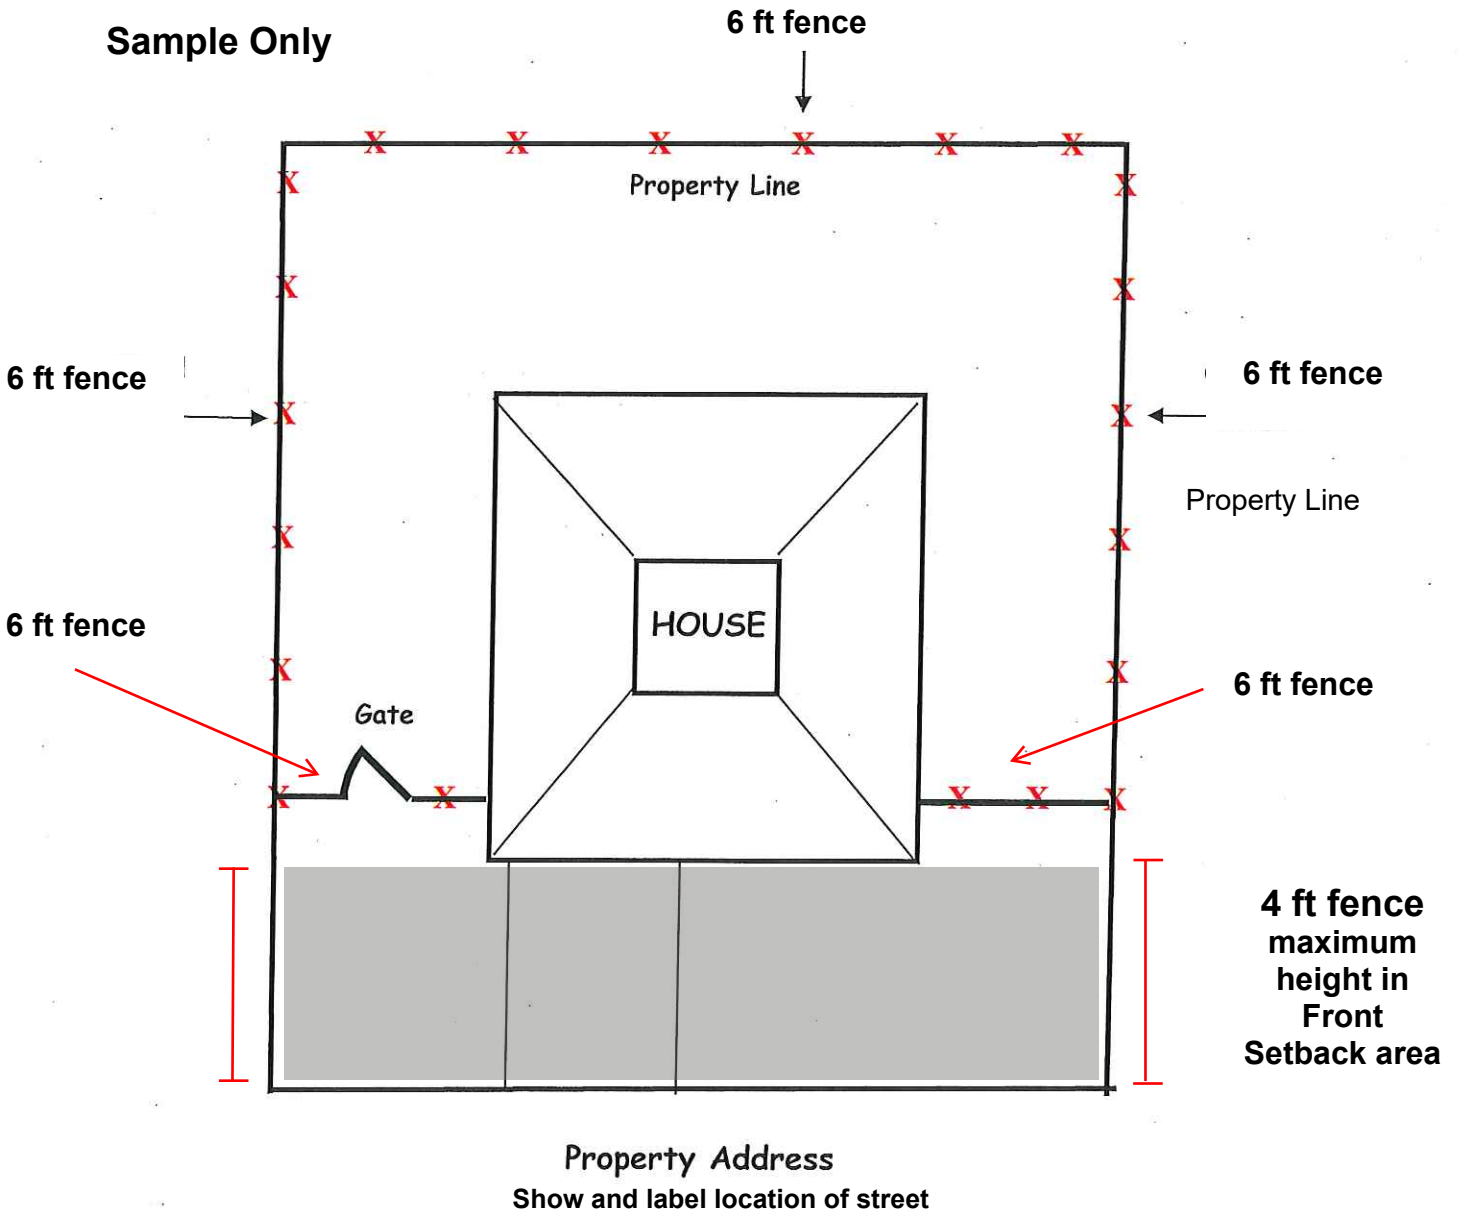 6 ft fence
Sample Only
X X X X X X
Property Line
X X
X X
6 ft fence
6 ft fence
X X
Property Line
X X
HOUSE
6 ft fence
X X
6 ft fence
Gate
X X X X X
4 ft fence
maximum
height in
Front
Setback area
Property Address
Show and label location of street